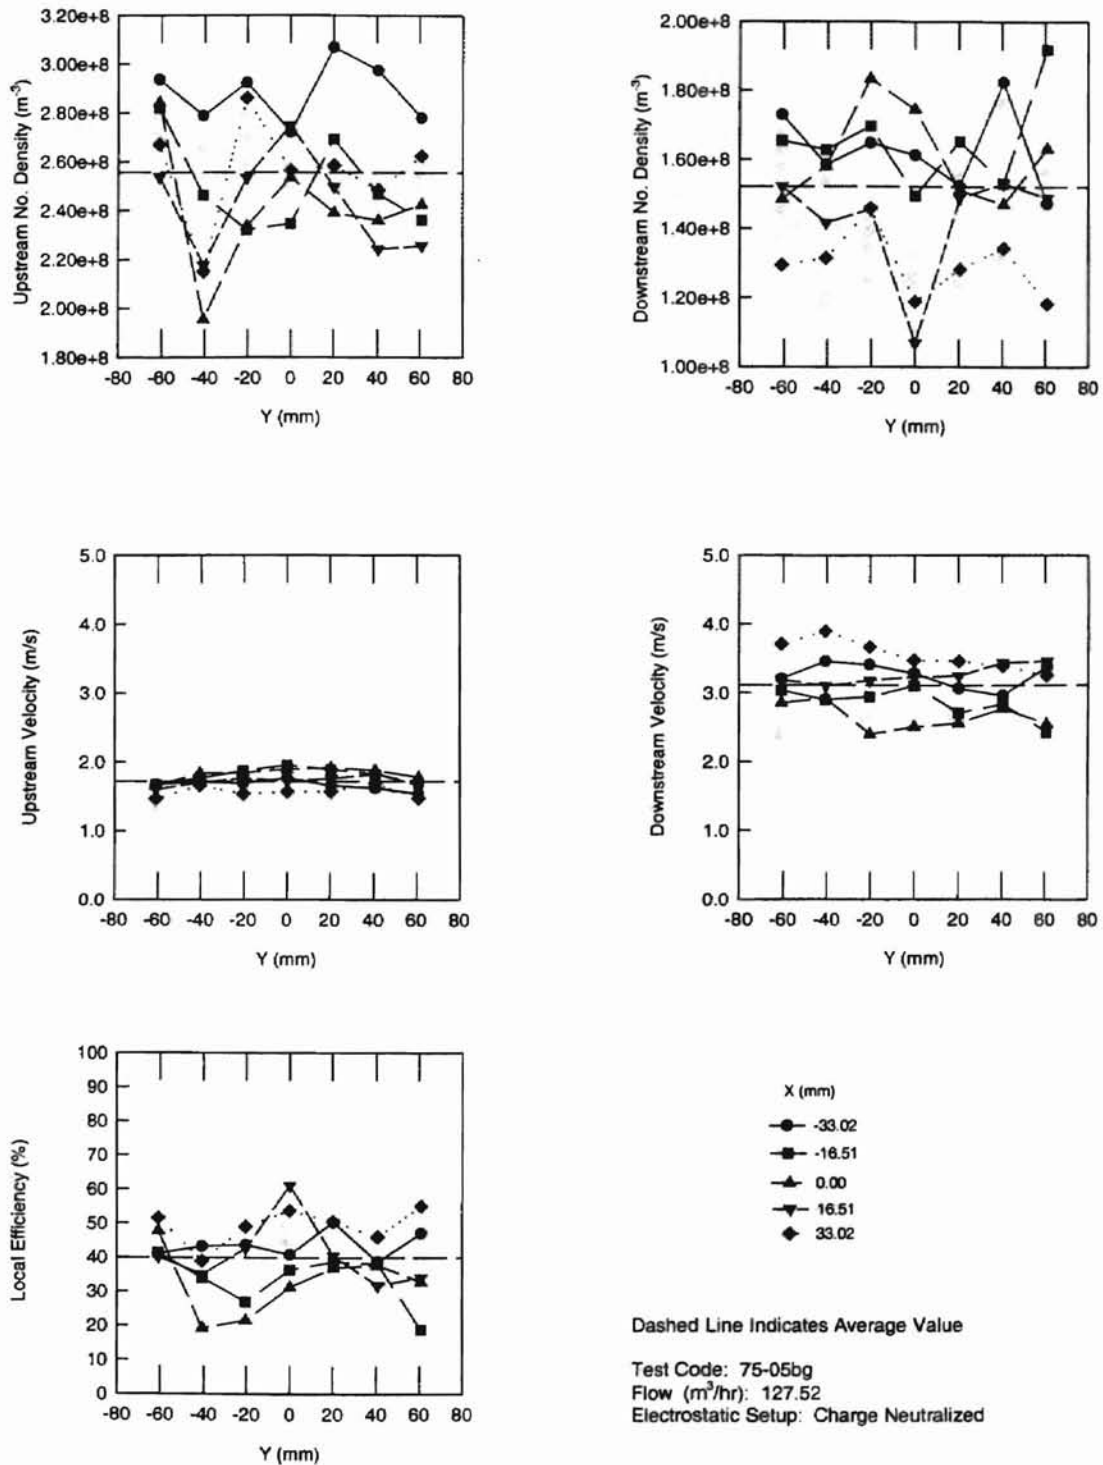 Upstream No. Density (m⁻³)
3.20e+8
3.00e+8
2.80e+8
2.60e+8
2.40e+8
2.20e+8
2.00e+8
1.80e+8
-80 -60 -40 -20 0 20 40 60 80
Y (mm)
Downstream No. Density (m⁻³)
2.00e+8
1.80e+8
1.60e+8
1.40e+8
1.20e+8
1.00e+8
-80 -60 -40 -20 0 20 40 60 80
Y (mm)
Upstream Velocity (m/s)
5.0
4.0
3.0
2.0
1.0
0.0
-80 -60 -40 -20 0 20 40 60 80
Y (mm)
Downstream Velocity (m/s)
5.0
4.0
3.0
2.0
1.0
0.0
-80 -60 -40 -20 0 20 40 60 80
Y (mm)
Local Efficiency (%)
100
90
80
70
60
50
40
30
20
10
0
-80 -60 -40 -20 0 20 40 60 80
Y (mm)
X (mm)
-33.02
-16.51
0.00
16.51
33.02
Dashed Line Indicates Average Value
Test Code: 75-05bg
Flow (m³/hr): 127.52
Electrostatic Setup: Charge Neutralized